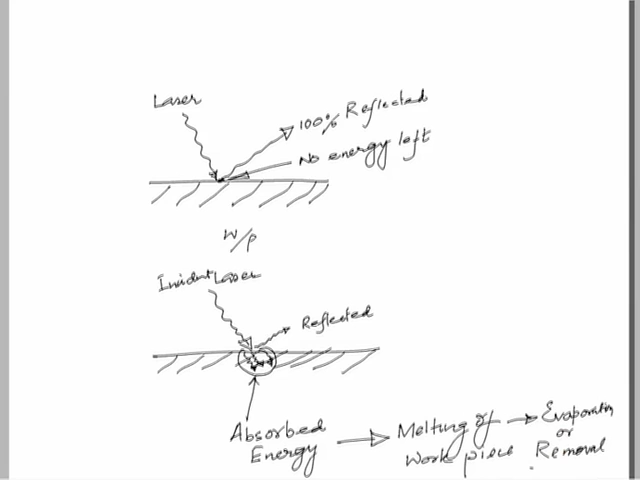 Laser
100% Reflected
No energy left
W/p
Incident Laser
Reflected
Absorbed
Energy
Melting of
Work piece
Evaporation
or
Removal